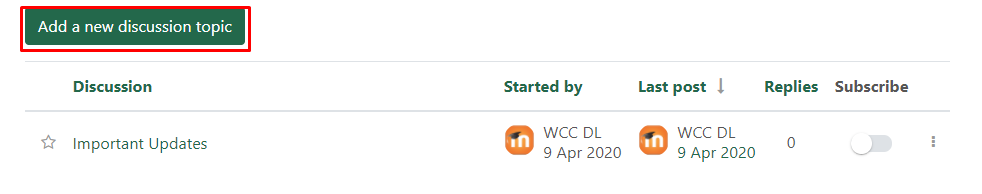 Add a new discussion topic
Discussion Started by Last post ↓ Replies Subscribe
Important Updates WCC DL WCC DL 0
9 Apr 2020 9 Apr 2020